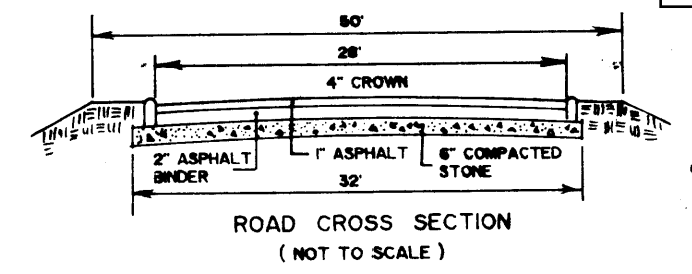 50'
28'
4" CROWN
2" ASPHALT BINDER
1" ASPHALT
6" COMPACTED STONE
32'
ROAD CROSS SECTION
( NOT TO SCALE )